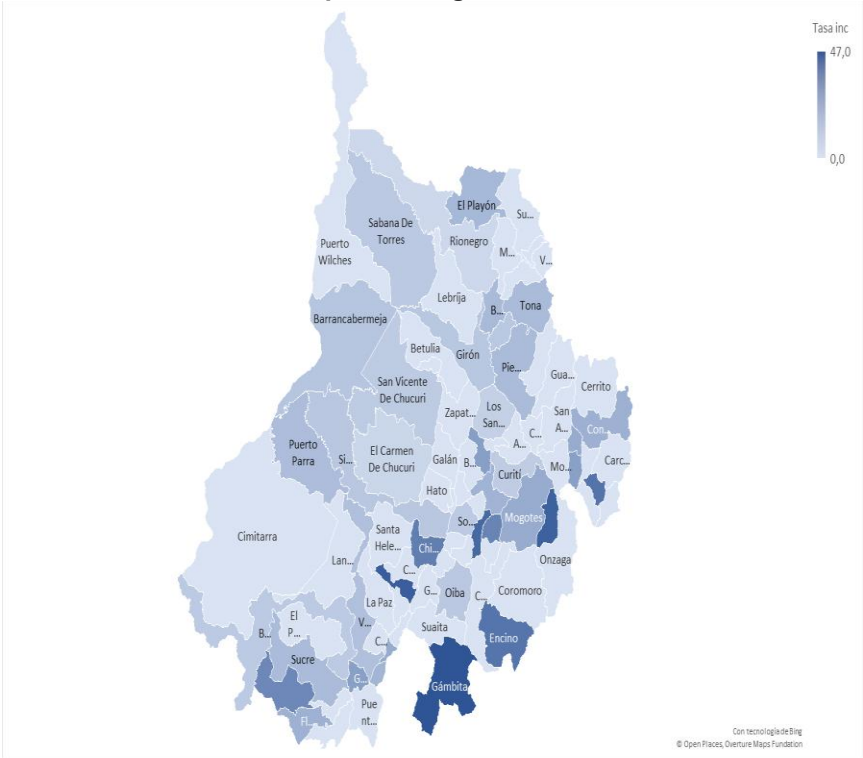 Tasa inc
47,0
0,0
El Playón
Su...
Sabana De
Torres
Rionegro
Puerto
Wilches
M...
V...
Lebrija
B...
Tona
Barrancabermeja
Betulia
Girón
Pie...
Gua...
Cerrito
San Vicente
De Chucuri
Zapat...
Los
San...
San
A...
Con...
C...
A...
Puerto
Parra
Si...
El Carmen
De Chucuri
Galán
B...
Mo...
Carc...
Curití
Hato
Mogotes
So...
Cimitarra
Santa
Hele...
Chi...
Lan...
Onzaga
C...
G...
Oiba
C...
Coromoro
La Paz
El
P...
V...
B...
Suaita
Encino
C...
Sucre
G...
Gámbita
Pue
nt...
Fl...
Con tecnología de Bing
© Open Places, Overture Maps Foundation